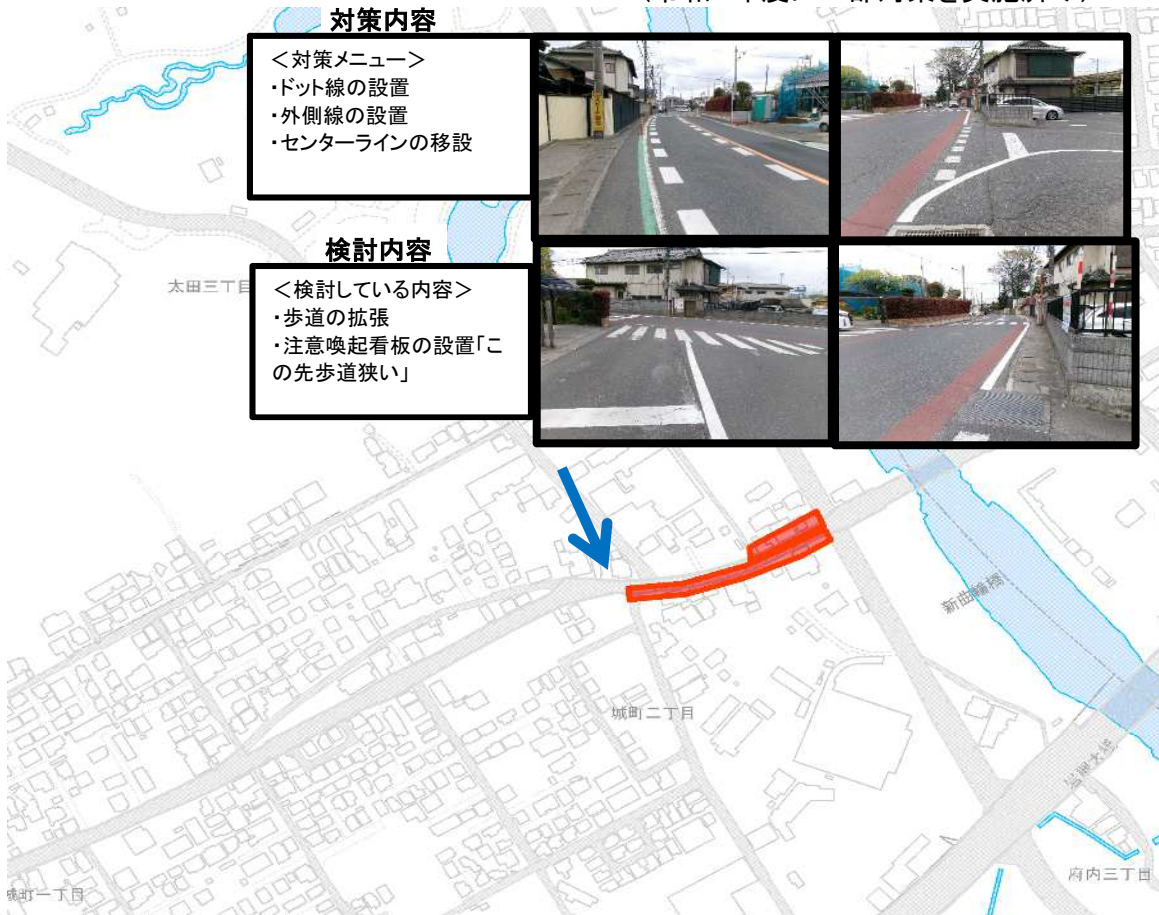 対策内容
<対策メニュー>
・ドット線の設置
・外側線の設置
・センターラインの移設
検討内容
<検討している内容>
・歩道の拡張
・注意喚起看板の設置「こ
の先歩道狭い」
太田三丁目
新曲輪橋
城町二丁目
府内三丁目
城町一丁目